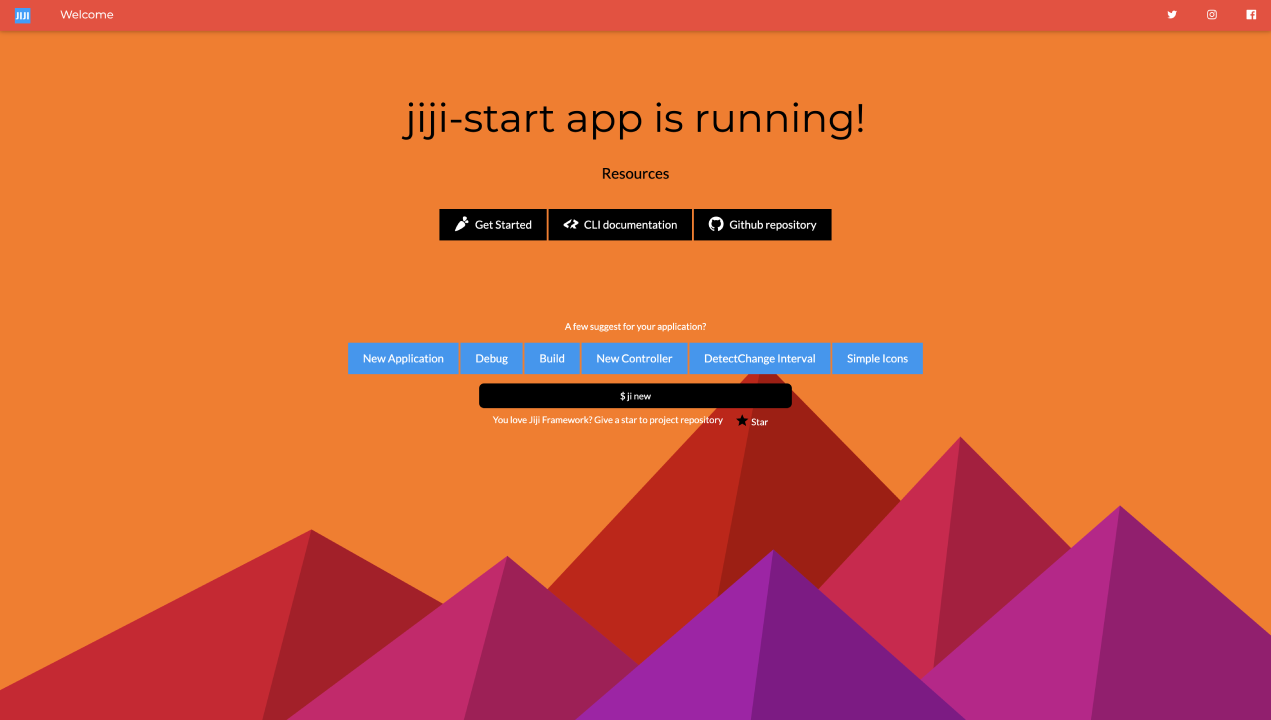 JIJI Welcome
jiji-start app is running!
Resources
Get Started CLI documentation Github repository
A few suggest for your application?
New Application Debug Build New Controller DetectChange Interval Simple Icons
$ ji new
You love Jiji Framework? Give a star to project repository Star